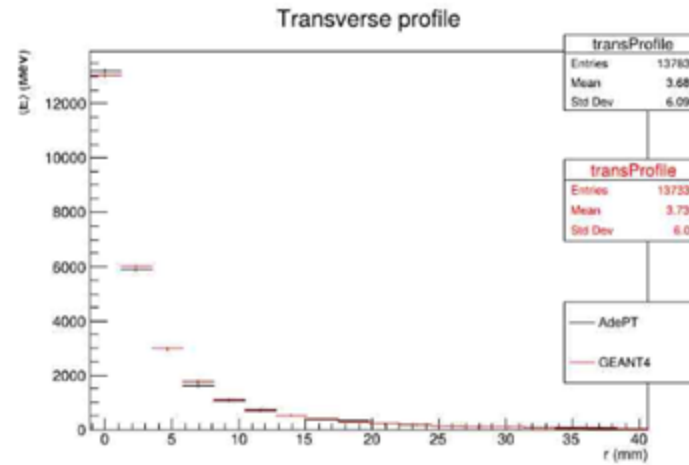 Transverse profile
⟨E⟩ (MeV)
12000
10000
8000
6000
4000
2000
0
0 5 10 15 20 25 30 35 40
r (mm)
transProfile
Entries 13783
Mean 3.68
Std Dev 6.09
transProfile
Entries 13733
Mean 3.73
Std Dev 6.0
AdePT
GEANT4